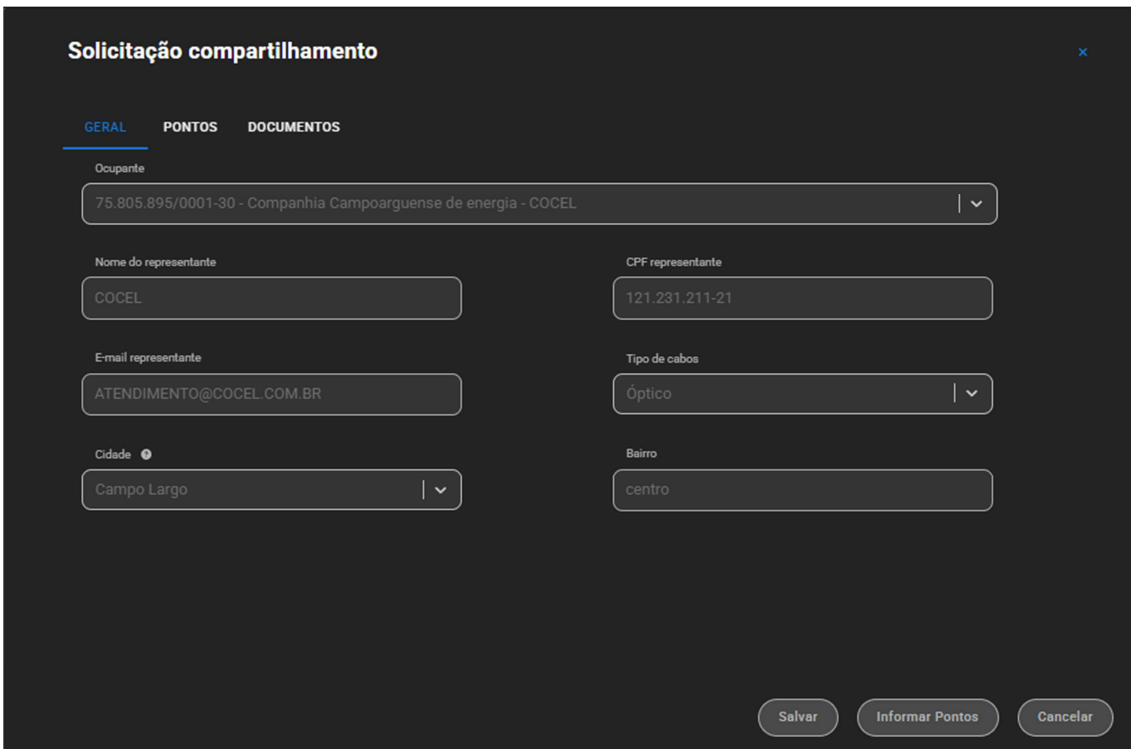 Solicitação compartilhamento
×
GERAL PONTOS DOCUMENTOS
Ocupante
75.805.895/0001-30 - Companhia Campoarguense de energia - COCEL
Nome do representante CPF representante
COCEL 121.231.211-21
E-mail representante Tipo de cabos
ATENDIMENTO@COCEL.COM.BR Óptico
Cidade ? Bairro
Campo Largo centro
Salvar Informar Pontos Cancelar